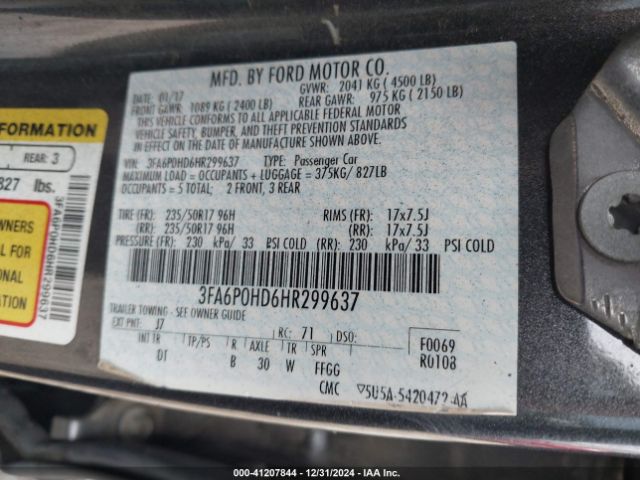 MFD. BY FORD MOTOR CO.
DATE: 01/17 GVWR: 2041 KG ( 4500 LB)
FRONT GAWR: 1089 KG ( 2400 LB) REAR GAWR: 975 KG ( 2150 LB)
THIS VEHICLE CONFORMS TO ALL APPLICABLE FEDERAL MOTOR
VEHICLE SAFETY, BUMPER, AND THEFT PREVENTION STANDARDS
IN EFFECT ON THE DATE OF MANUFACTURE SHOWN ABOVE.
VIN: 3FA6P0HD6HR299637 TYPE: Passenger Car
MAXIMUM LOAD = OCCUPANTS + LUGGAGE = 375KG/ 827LB
OCCUPANTS = 5 TOTAL; 2 FRONT, 3 REAR
TIRE (FR): 235/50R17 96H RIMS (FR): 17x7.5J
(RR): 235/50R17 96H (RR): 17x7.5J
PRESSURE (FR): 230 kPa/ 33 PSI COLD (RR): 230 kPa/ 33 PSI COLD
3FA6P0HD6HR299637
TRAILER TOWING - SEE OWNER GUIDE
EXT PNT: J7 RC: 71 DSO: F0069
INT TR TP/PS R AXLE TR SPR R0108
DT B 30 W FFGG
CMC 5U5A-5420472-AA
FORMATION
REAR: 3
827 lbs.
WNERS
L FOR
ONAL
3FA6P0HD6HR299637
000-41207844 | 12/31/2024 | IAA Inc.